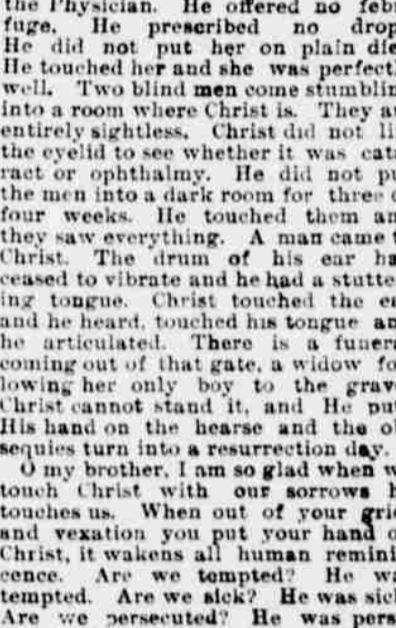 the Physician. He offered no feb
fuge. He prescribed no drop
He did not put her on plain die
He touched her and she was perfectl
well. Two blind men come stumblin
into a room where Christ is. They ar
entirely sightless. Christ did not li
the eyelid to see whether it was cata
ract or ophthalmy. He did not pu
the men into a dark room for three o
four weeks. He touched them an
they saw everything. A man came t
Christ. The drum of his ear ha
ceased to vibrate and he had a stutte
ing tongue. Christ touched the ea
and he heard, touched his tongue an
he articulated. There is a funera
coming out of that gate, a widow fo
lowing her only boy to the grave
Christ cannot stand it, and He put
His hand on the hearse and the ob
sequies turn into a resurrection day.
O my brother, I am so glad when w
touch Christ with our sorrows h
touches us. When out of your grie
and vexation you put your hand o
Christ, it wakens all human remini
cence. Are we tempted? He wa
tempted. Are we sick? He was sick
Are we persecuted? He was perse